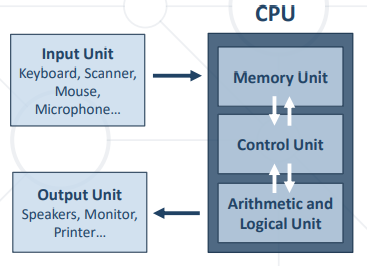 CPU
Input Unit
Keyboard, Scanner,
Mouse,
Microphone...
Memory Unit
Control Unit
Arithmetic and
Logical Unit
Output Unit
Speakers, Monitor,
Printer...